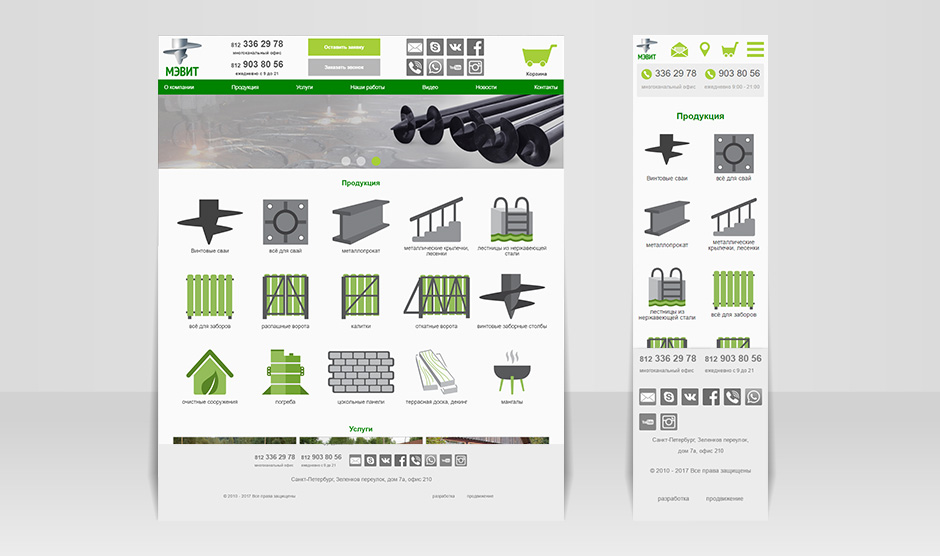 МЭВИТ
812 336 29 78
многоканальный офис
812 903 80 56
ежедневно с 9 до 21
Оставить заявку
Заказать звонок
Корзина
О компании Продукция Услуги Наши работы Видео Новости Контакты
Продукция
Винтовые сваи
всё для свай
металлопрокат
металлические крылечки,
лесенки
лестницы из нержавеющей
стали
всё для заборов
распашные ворота
калитки
откатные ворота
винтовые заборные столбы
очистные сооружения
погреба
цокольные панели
террасная доска, декинг
мангалы
Услуги
812 336 29 78
многоканальный офис
812 903 80 56
ежедневно с 9 до 21
You Tube
Санкт-Петербург, Зеленков переулок, дом 7а, офис 210
© 2010 - 2017 Все права защищены
разработка продвижение
МЭВИТ
336 29 78
многоканальный офис
903 80 56
ежедневно 9:00 - 21:00
Продукция
Винтовые сваи
всё для свай
металлопрокат
металлические
крылечки, лесенки
лестницы из
нержавеющей стали
всё для заборов
812 336 29 78
многоканальный офис
812 903 80 56
ежедневно с 9 до 21
You Tube
Санкт-Петербург, Зеленков переулок,
дом 7а, офис 210
© 2010 - 2017 Все права защищены
разработка продвижение